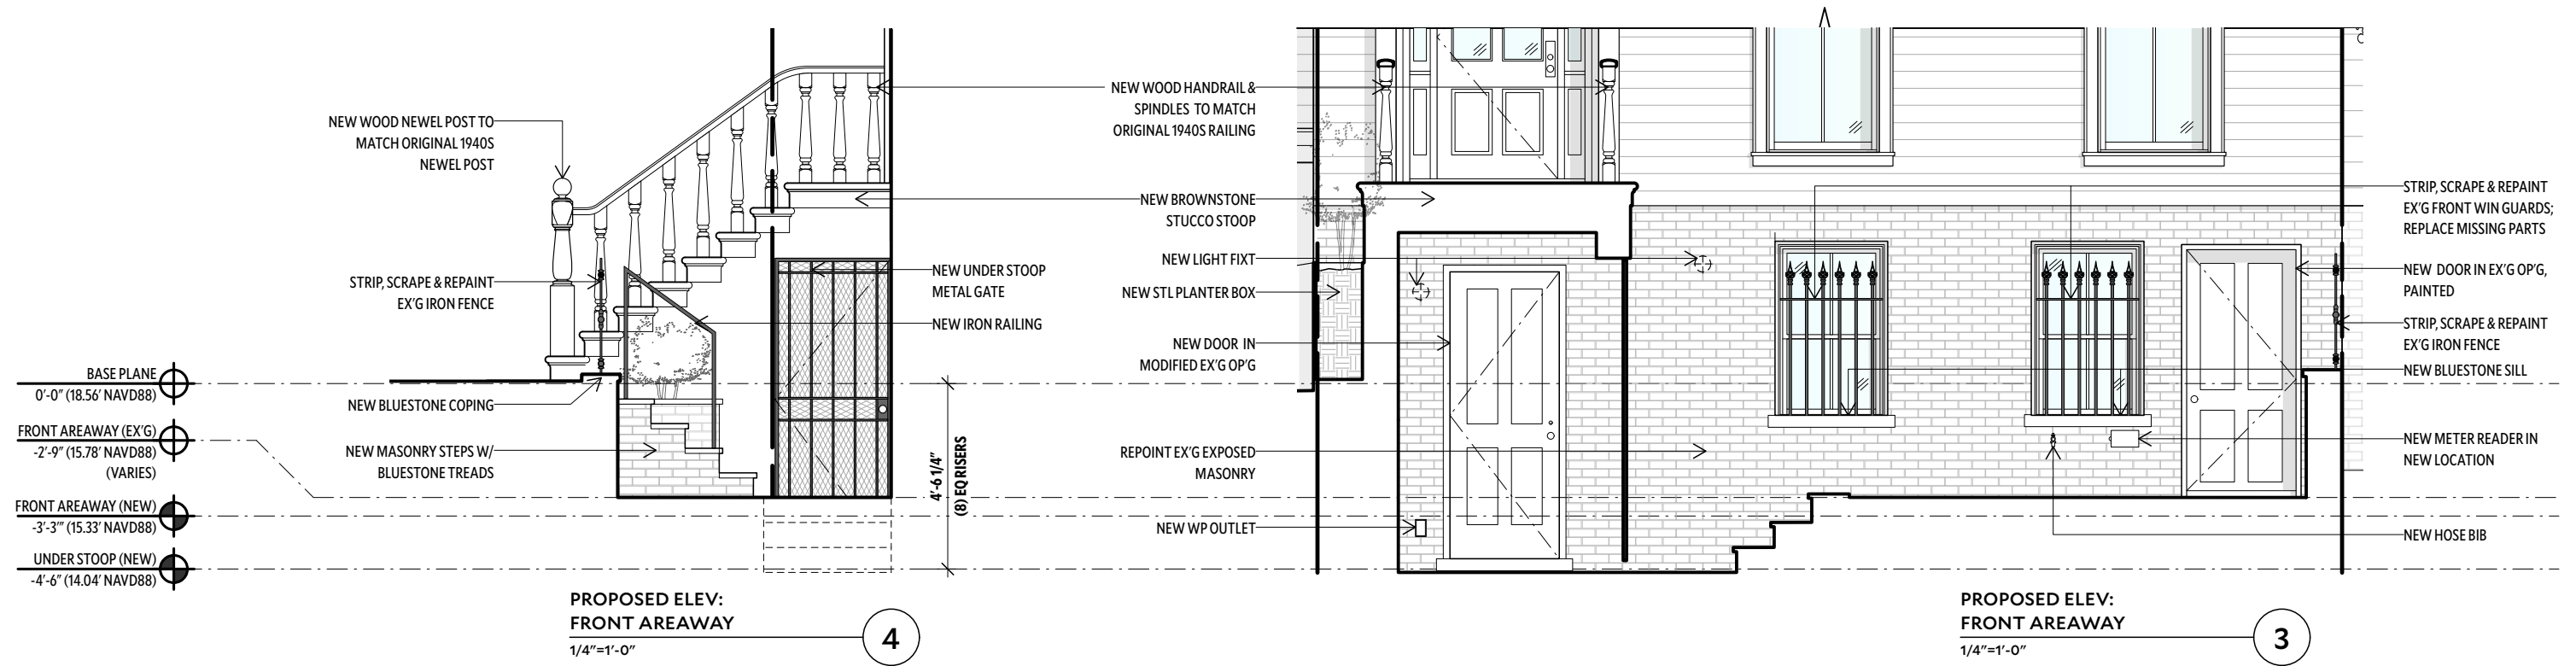 NEW WOOD NEWEL POST TO
MATCH ORIGINAL 1940S
NEWEL POST
STRIP, SCRAPE & REPAINT
EX'G IRON FENCE
BASE PLANE
0'-0" (18.56' NAVD88)
NEW BLUESTONE COPING
FRONT AREAWAY (EX'G)
-2'-9" (15.78' NAVD88)
(VARIES)
NEW MASONRY STEPS W/
BLUESTONE TREADS
FRONT AREAWAY (NEW)
-3'-3'" (15.33' NAVD88)
UNDER STOOP (NEW)
-4'-6" (14.04' NAVD88)
NEW UNDER STOOP
METAL GATE
NEW IRON RAILING
4'-6 1/4"
(8) EQ RISERS
PROPOSED ELEV:
FRONT AREAWAY
1/4"=1'-0"
4
NEW WOOD HANDRAIL &
SPINDLES TO MATCH
ORIGINAL 1940S RAILING
NEW BROWNSTONE
STUCCO STOOP
NEW LIGHT FIXT
NEW STL PLANTER BOX
NEW DOOR IN
MODIFIED EX'G OP'G
REPOINT EX'G EXPOSED
MASONRY
NEW WP OUTLET
STRIP, SCRAPE & REPAINT
EX'G FRONT WIN GUARDS;
REPLACE MISSING PARTS
NEW DOOR IN EX'G OP'G,
PAINTED
STRIP, SCRAPE & REPAINT
EX'G IRON FENCE
NEW BLUESTONE SILL
NEW METER READER IN
NEW LOCATION
NEW HOSE BIB
PROPOSED ELEV:
FRONT AREAWAY
1/4"=1'-0"
3